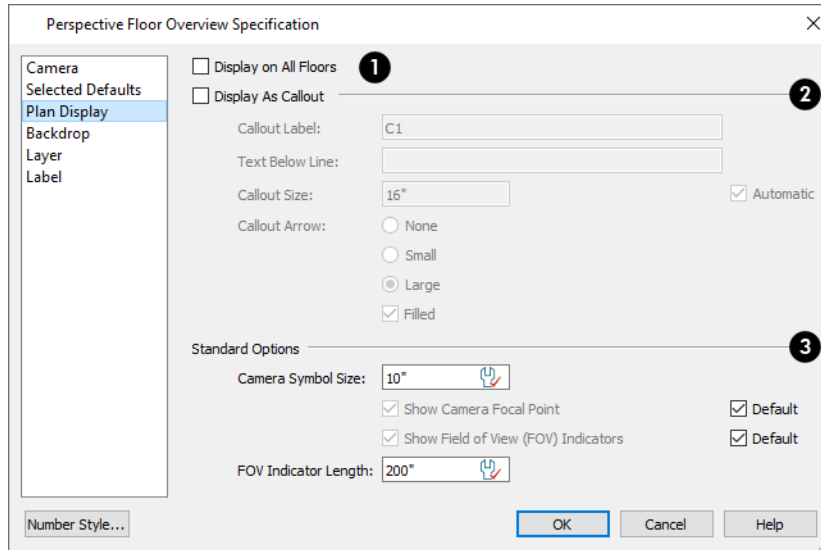 Perspective Floor Overview Specification
Camera
Selected Defaults
Plan Display
Backdrop
Layer
Label
Display on All Floors 1
Display As Callout 2
Callout Label: C1
Text Below Line:
Callout Size: 16" Automatic
Callout Arrow: None
Small
Large
Filled
Standard Options 3
Camera Symbol Size: 10"
Show Camera Focal Point Default
Show Field of View (FOV) Indicators Default
FOV Indicator Length: 200"
Number Style... OK Cancel Help